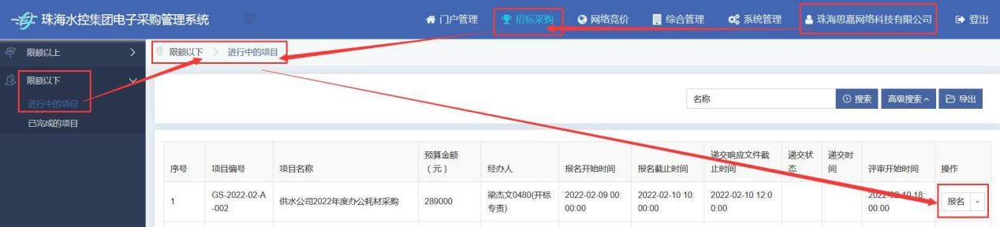 珠海水控集团电子采购管理系统
门户管理
招标采购
网络竞价
综合管理
系统管理
珠海思嘉网络科技有限公司
登出
限额以上
限额以下
进行中的项目
已完成的项目
限额以下 > 进行中的项目
名称
搜索
高级搜索
导出
序号
项目编号
项目名称
预算金额
（元）
经办人
报名开始时间
报名截止时间
递交响应文件截
止时间
递交状
态
递交时
间
评审开始时间
操作
1
GS-2022-02-A
-002
供水公司2022年度办公耗材采购
289000
梁杰文0480(开标
专责)
2022-02-09 00:
00:00
2022-02-10 10:
00:00
2022-02-10 12:0
0:00
2022-02-10 18:
00:00
报名